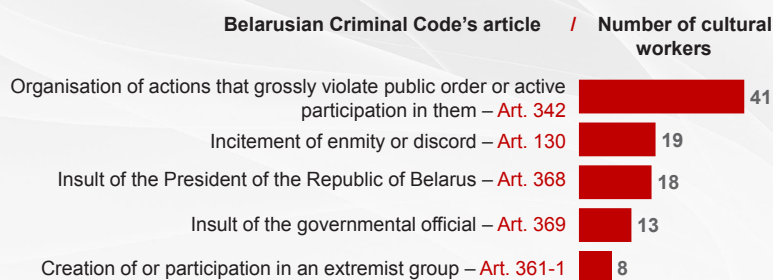 Belarusian Criminal Code's article / Number of cultural
workers
Organisation of actions that grossly violate public order or active
participation in them – Art. 342
41
Incitement of enmity or discord – Art. 130
19
Insult of the President of the Republic of Belarus – Art. 368
18
Insult of the governmental official – Art. 369
13
Creation of or participation in an extremist group – Art. 361-1
8